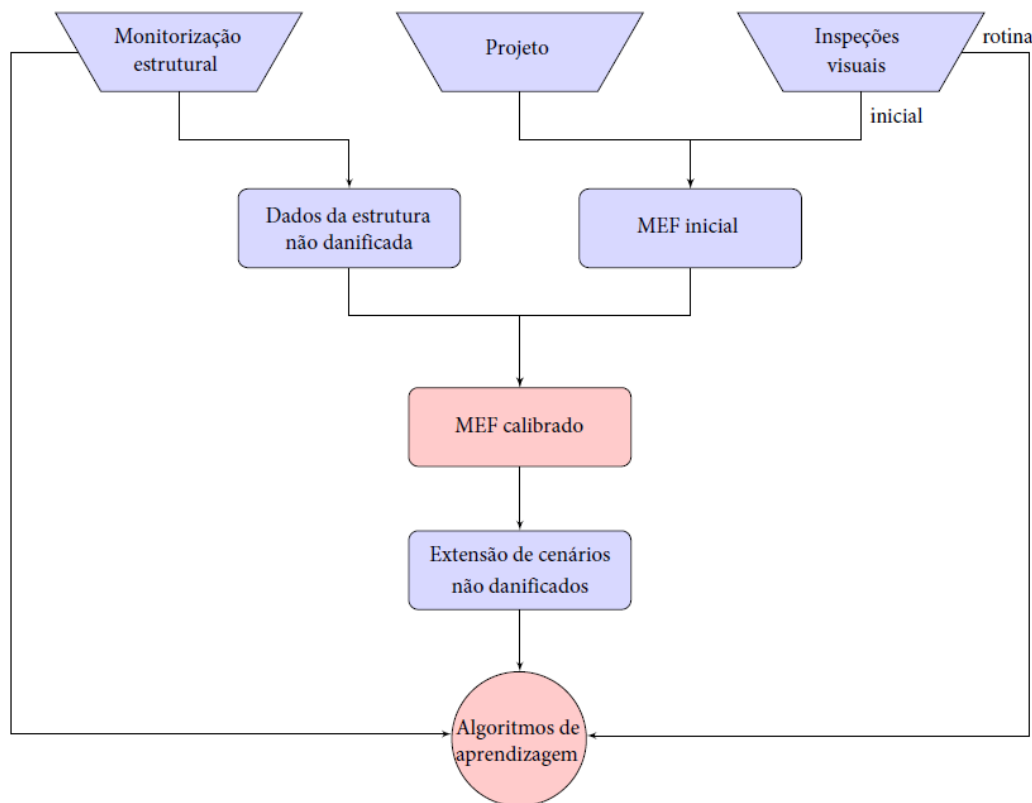 Monitorização
estrutural
Projeto
Inspeções
visuais
rotina
inicial
Dados da estrutura
não danificada
MEF inicial
MEF calibrado
Extensão de cenários
não danificados
Algoritmos de
aprendizagem